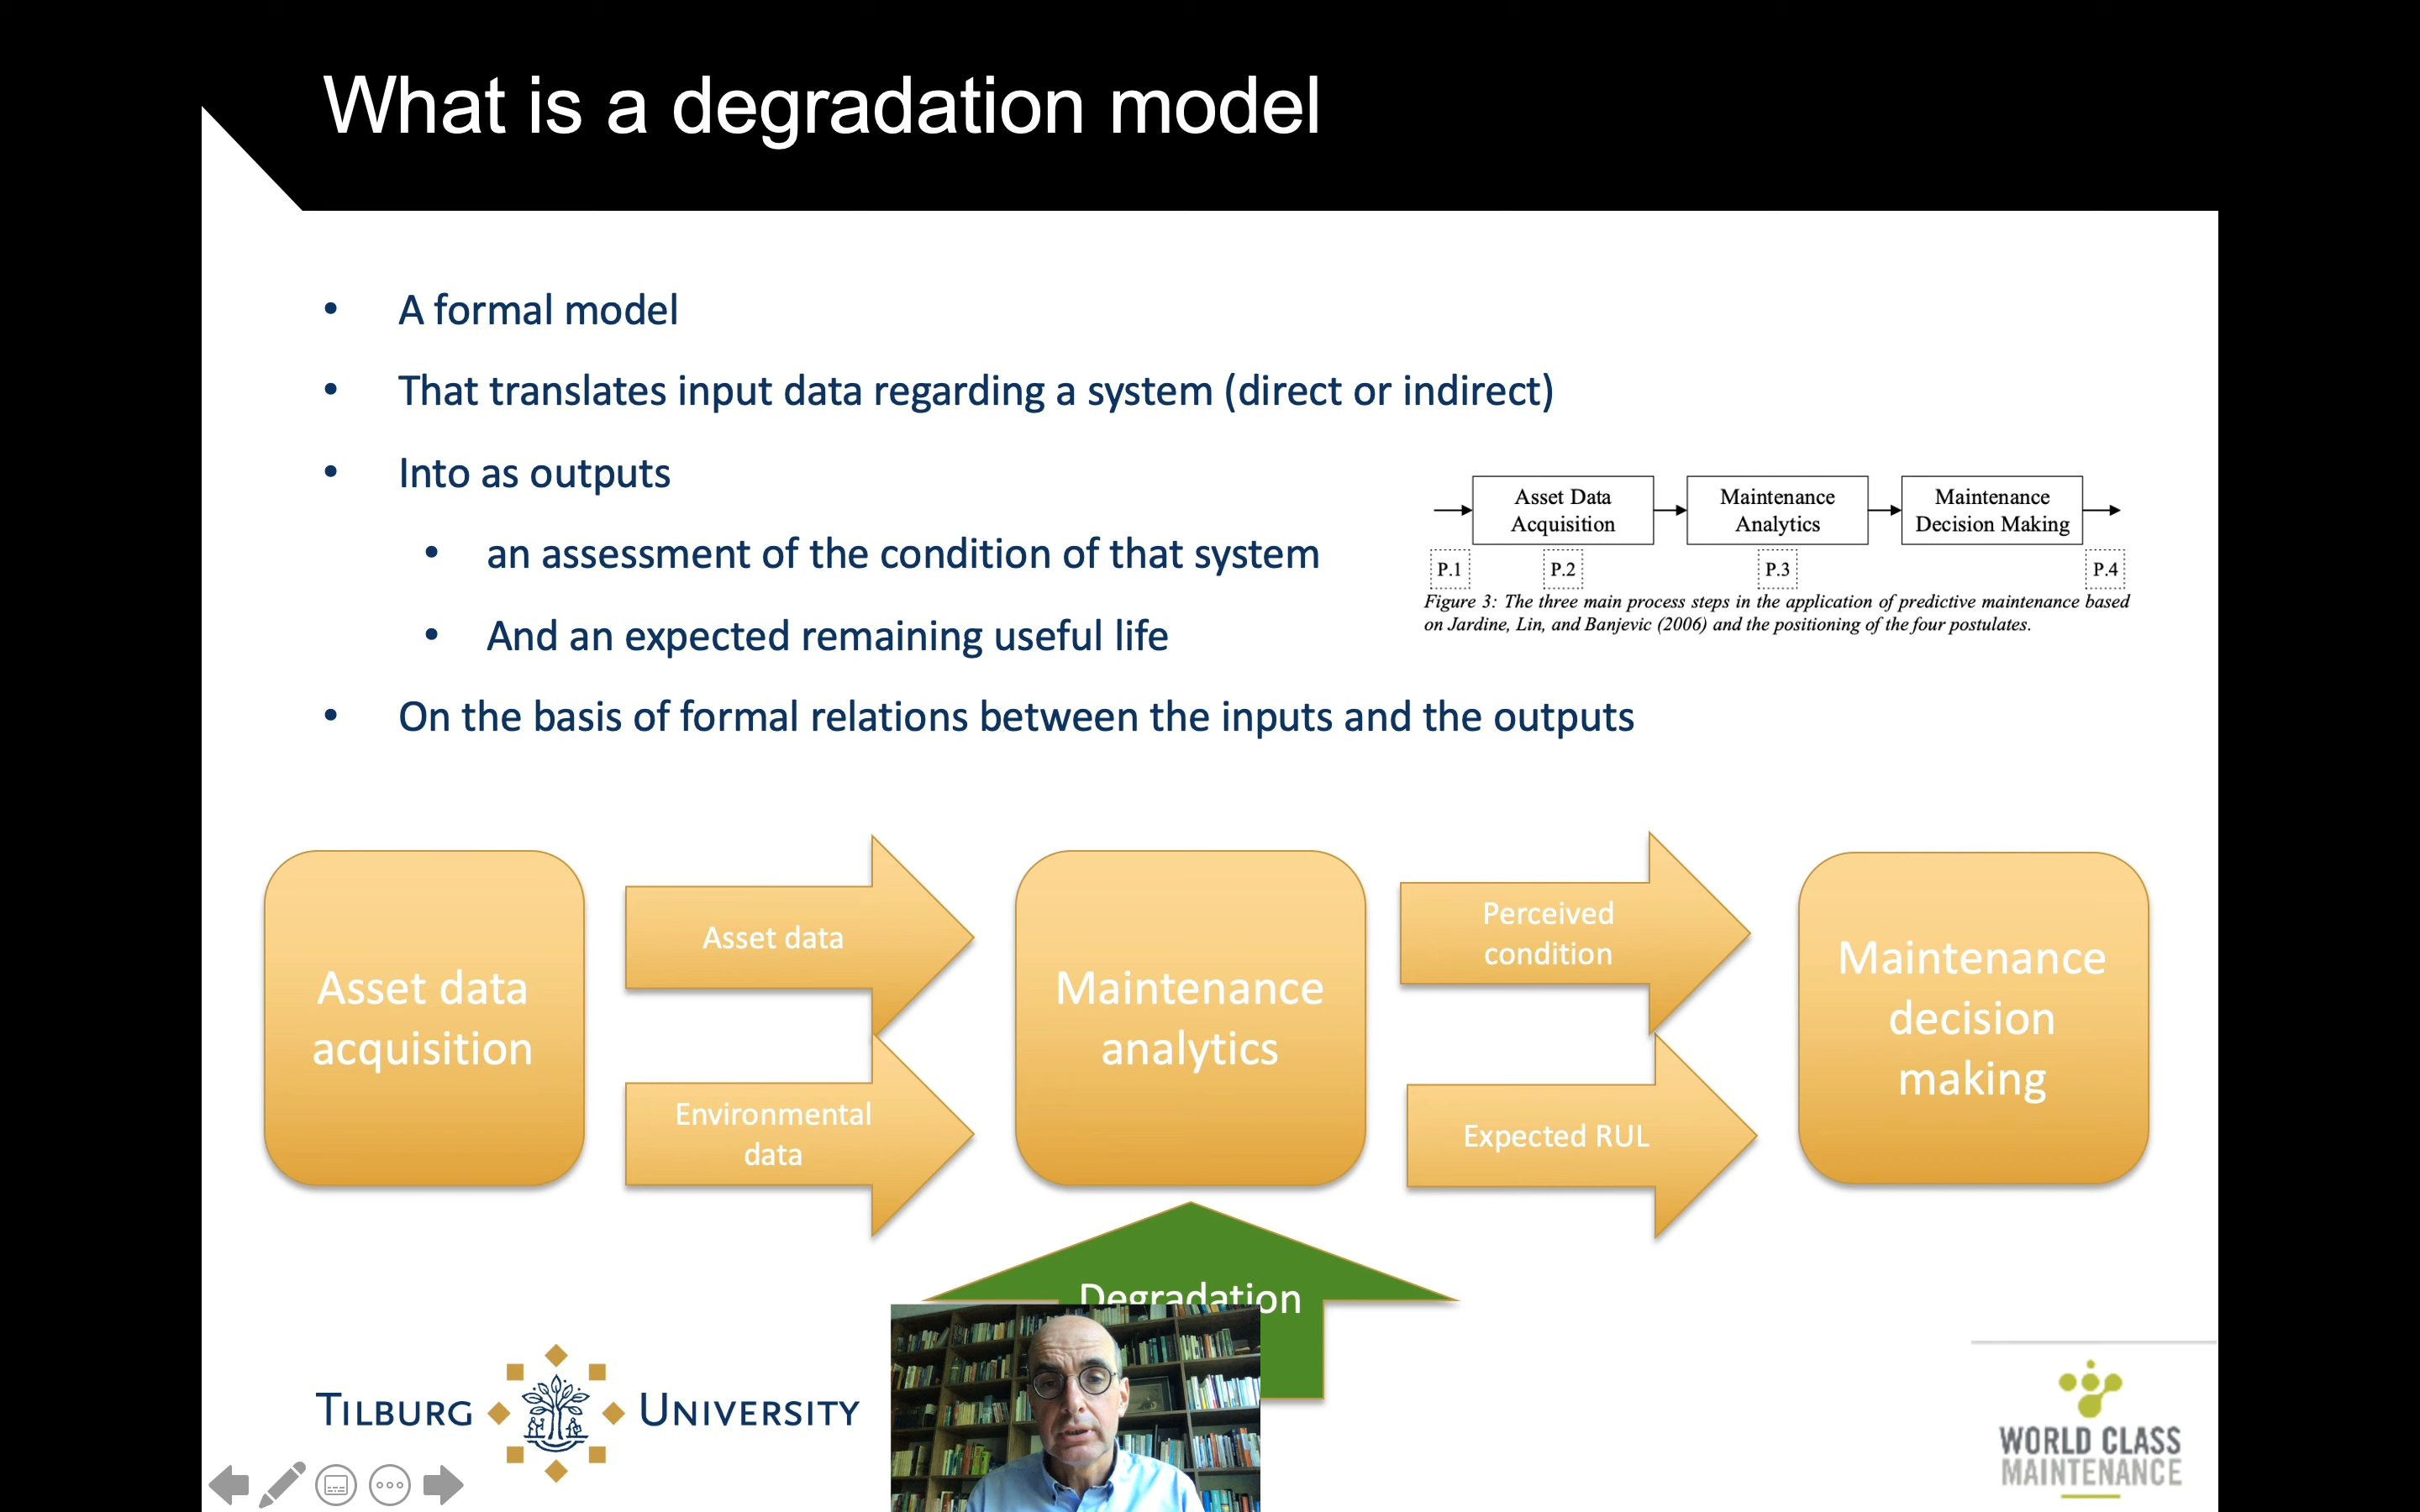 What is a degradation model
• A formal model
• That translates input data regarding a system (direct or indirect)
• Into as outputs
• an assessment of the condition of that system
• And an expected remaining useful life
• On the basis of formal relations between the inputs and the outputs
Asset Data
Acquisition
Maintenance
Analytics
Maintenance
Decision Making
P.1
P.2
P.3
P.4
Figure 3: The three main process steps in the application of predictive maintenance based
on Jardine, Lin, and Banjevic (2006) and the positioning of the four postulates.
Asset data
acquisition
Asset data
Environmental
data
Maintenance
analytics
Perceived
condition
Expected RUL
Maintenance
decision
making
Degradation
TILBURG UNIVERSITY
WORLD CLASS
MAINTENANCE